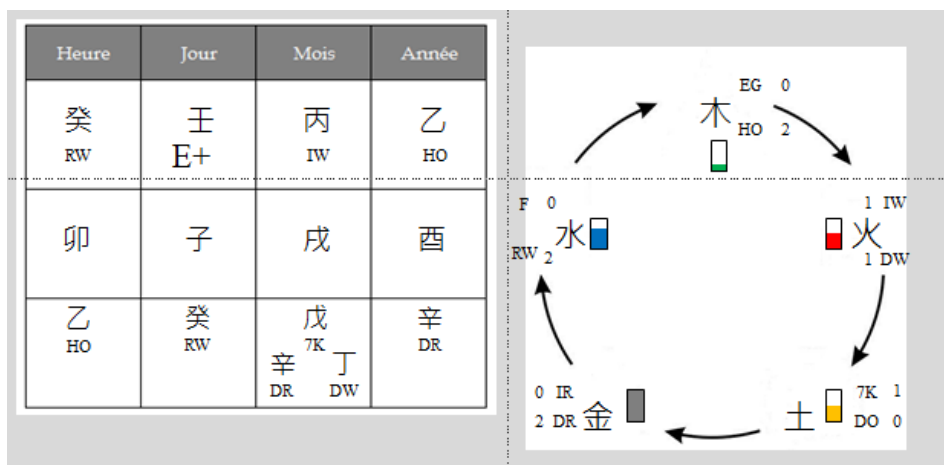 Heure Jour Mois Année
癸 壬 丙 乙
RW E+ IW HO
卯 子 戌 酉
乙 癸 戊 辛
HO RW 7K DR
辛 丁
DR DW
EG 0
木
HO 2
F 0
水
RW 2
1 IW
火
1 DW
0 IR
金
2 DR
7K 1
土
DO 0